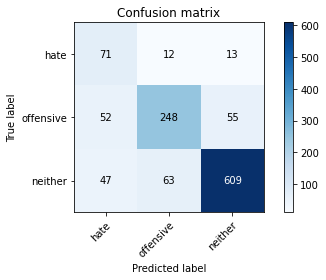 Confusion matrix
hate 71 12 13
offensive 52 248 55
neither 47 63 609
hate offensive neither
True label
Predicted label
600
500
400
300
200
100